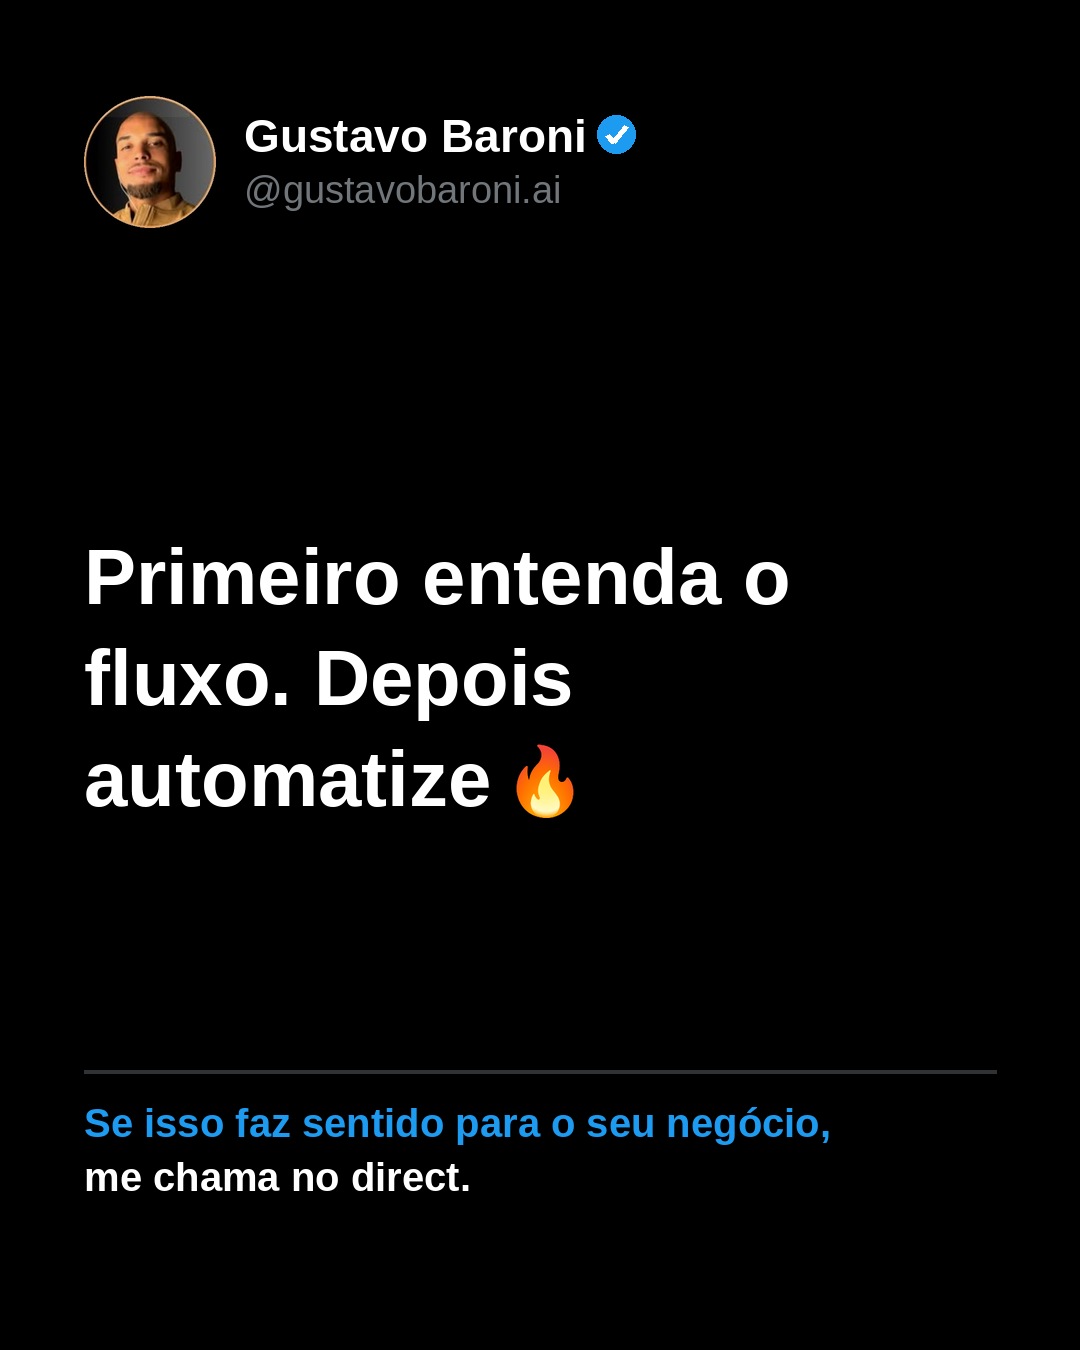 Gustavo Baroni
@gustavobaroni.ai
Primeiro entenda o
fluxo. Depois
automatize 🔥
Se isso faz sentido para o seu negócio,
me chama no direct.